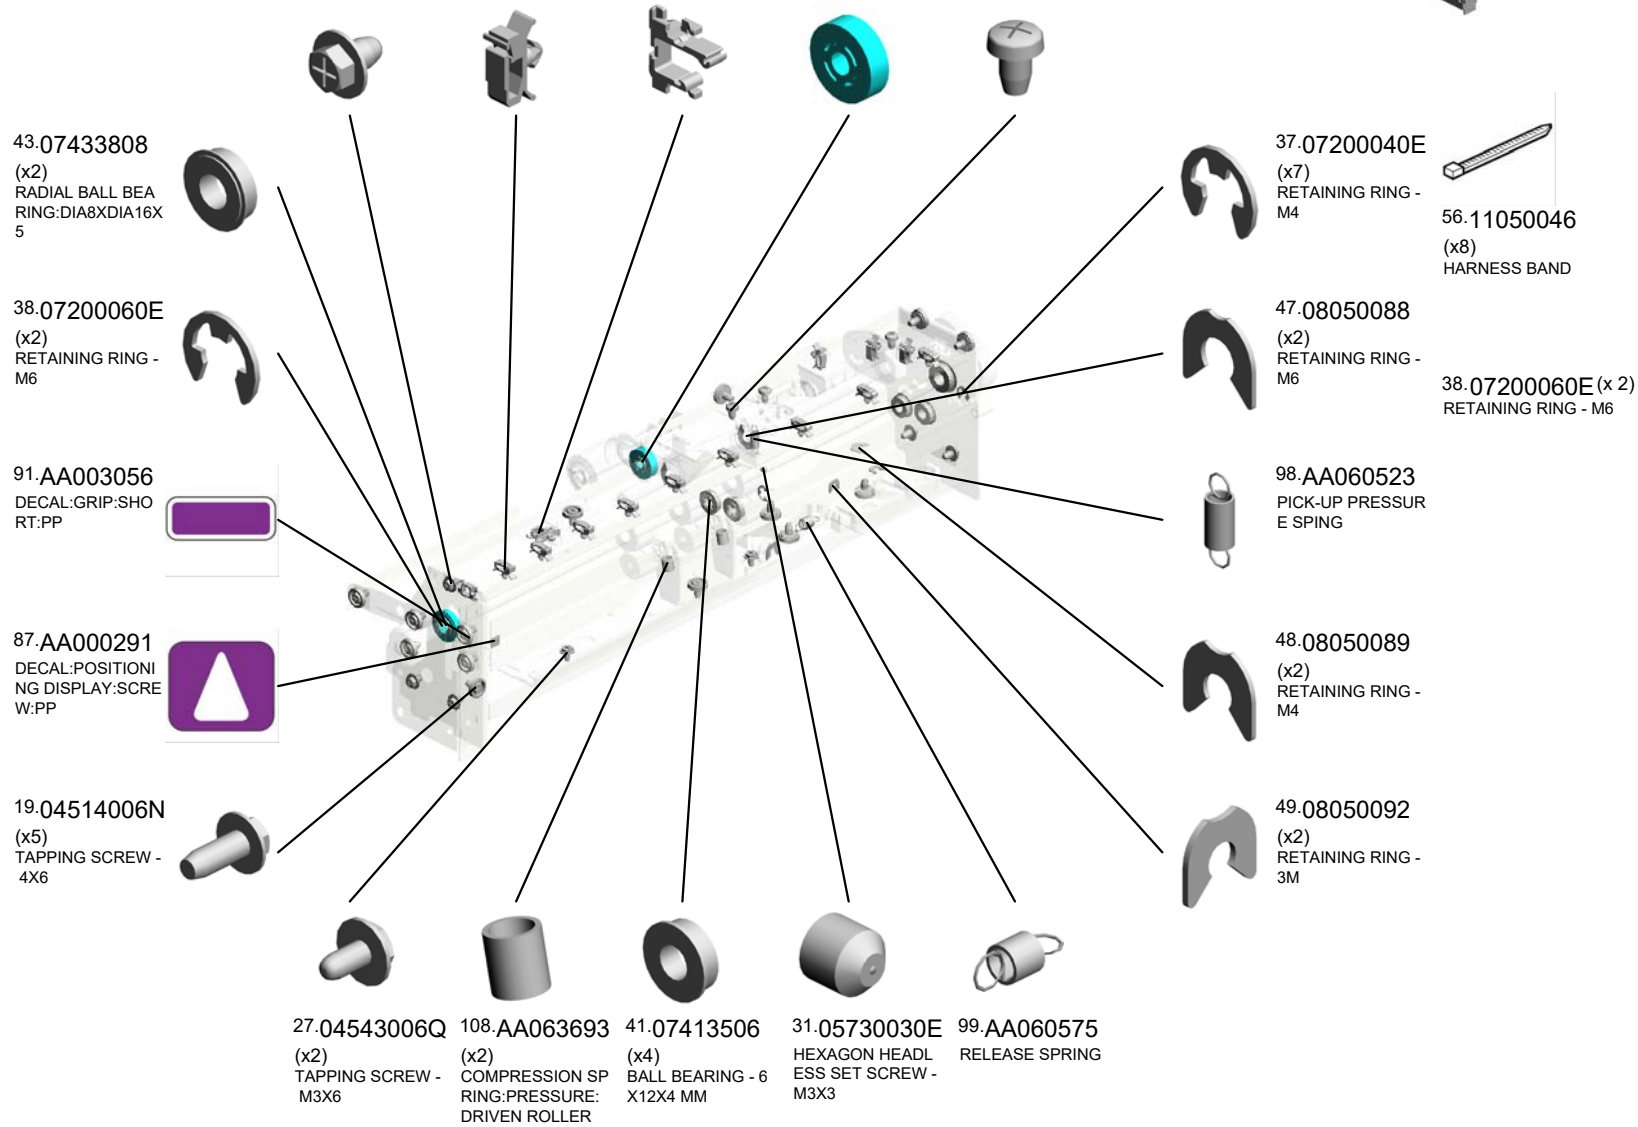 43.07433808
(x2)
RADIAL BALL BEA
RING:DIA8XDIA16X
5
38.07200060E
(x2)
RETAINING RING -
M6
91.AA003056
DECAL:GRIP:SHO
RT:PP
87.AA000291
DECAL:POSITIONI
NG DISPLAY:SCRE
W:PP
19.04514006N
(x5)
TAPPING SCREW -
4X6
27.04543006Q
(x2)
TAPPING SCREW -
M3X6
108.AA063693
(x2)
COMPRESSION SP
RING:PRESSURE:
DRIVEN ROLLER
41.07413506
(x4)
BALL BEARING - 6
X12X4 MM
31.05730030E
HEXAGON HEADL
ESS SET SCREW -
M3X3
99.AA060575
RELEASE SPRING
37.07200040E
(x7)
RETAINING RING -
M4
47.08050088
(x2)
RETAINING RING -
M6
98.AA060523
PICK-UP PRESSUR
E SPING
48.08050089
(x2)
RETAINING RING -
M4
49.08050092
(x2)
RETAINING RING -
3M
56.11050046
(x8)
HARNESS BAND
38.07200060E (x 2)
RETAINING RING - M6